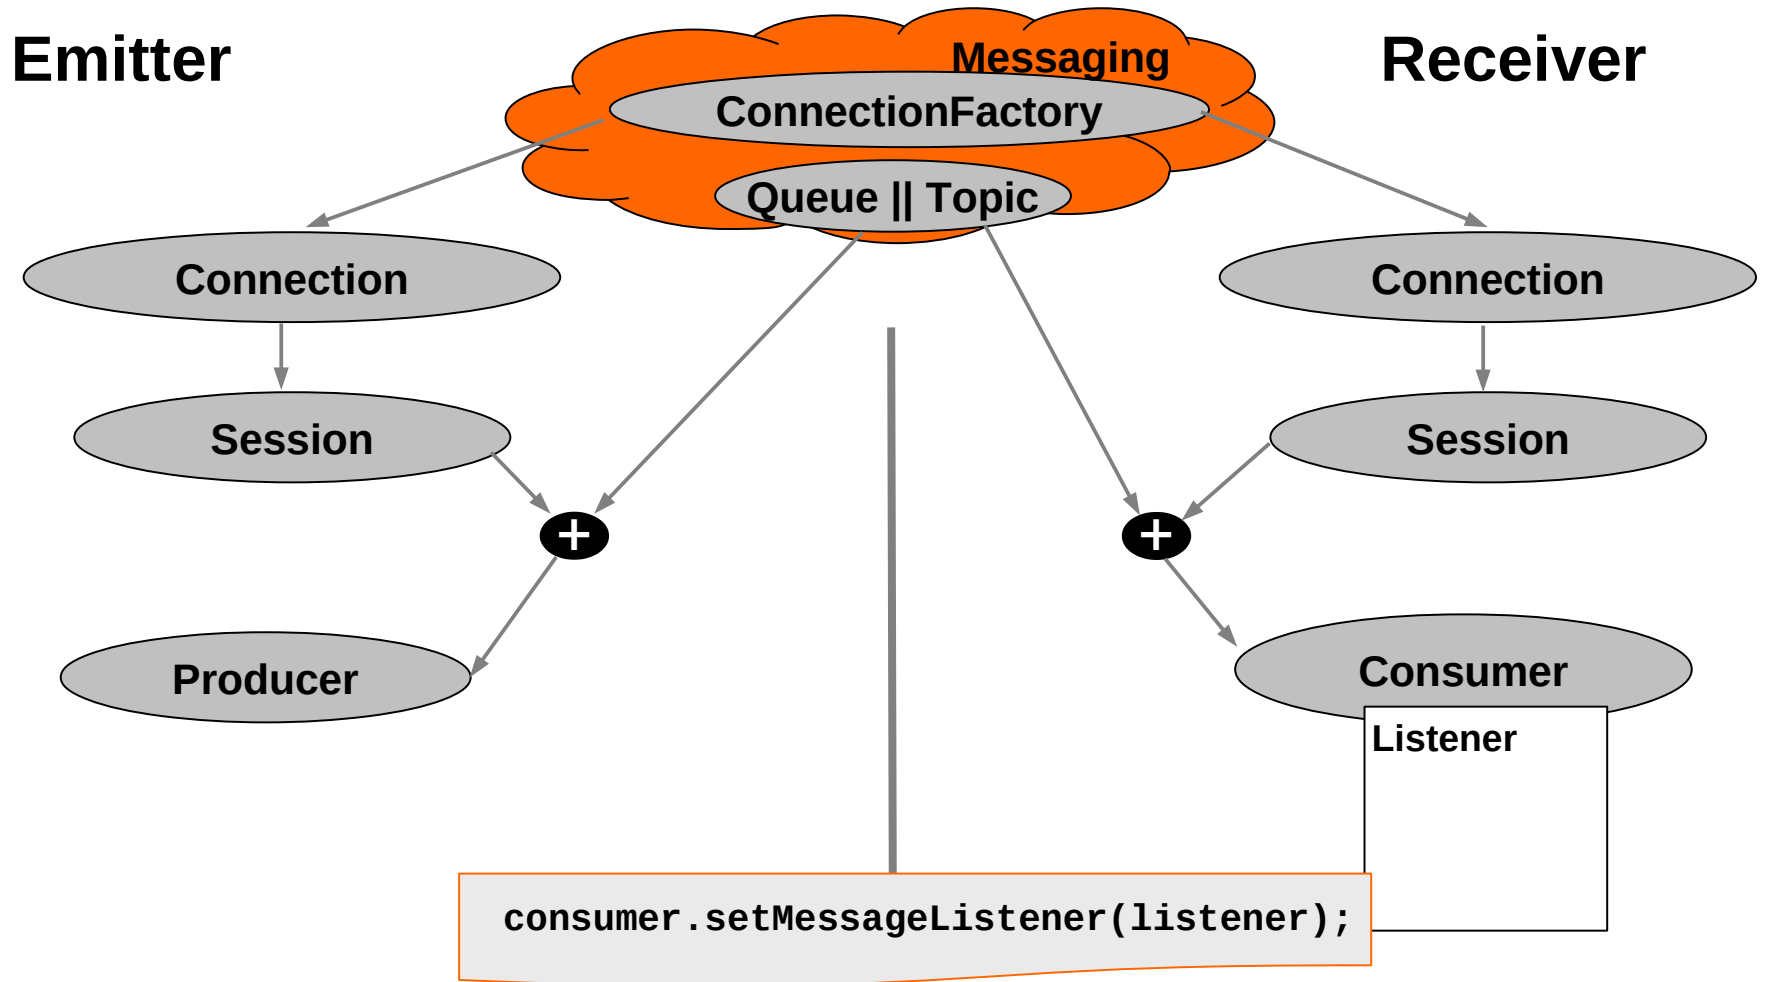 Emitter
Messaging
Receiver
ConnectionFactory
Queue || Topic
Connection
Connection
Session
Session
+
+
Producer
Consumer
Listener
consumer.setMessageListener(listener);